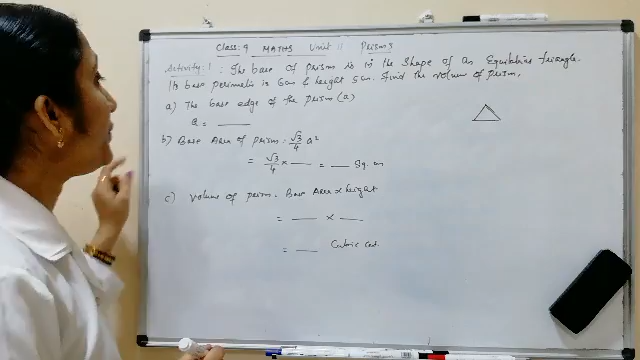 Class: 9 MATHS Unit 11 Prisms
Activity: 1 : The base of prism is in the shape of an Equilateral triangle.
Its base perimeter is 6cm & height 5cm. Find the volume of prism.
a) The base edge of the prism (a)
a = ____
b) Base Area of prism = √3/4 a²
= √3/4 × ____ = ___ Sq. cm
c) Volume of prism = Base Area × height
= ____ × ____
= ____ Cubic cm.